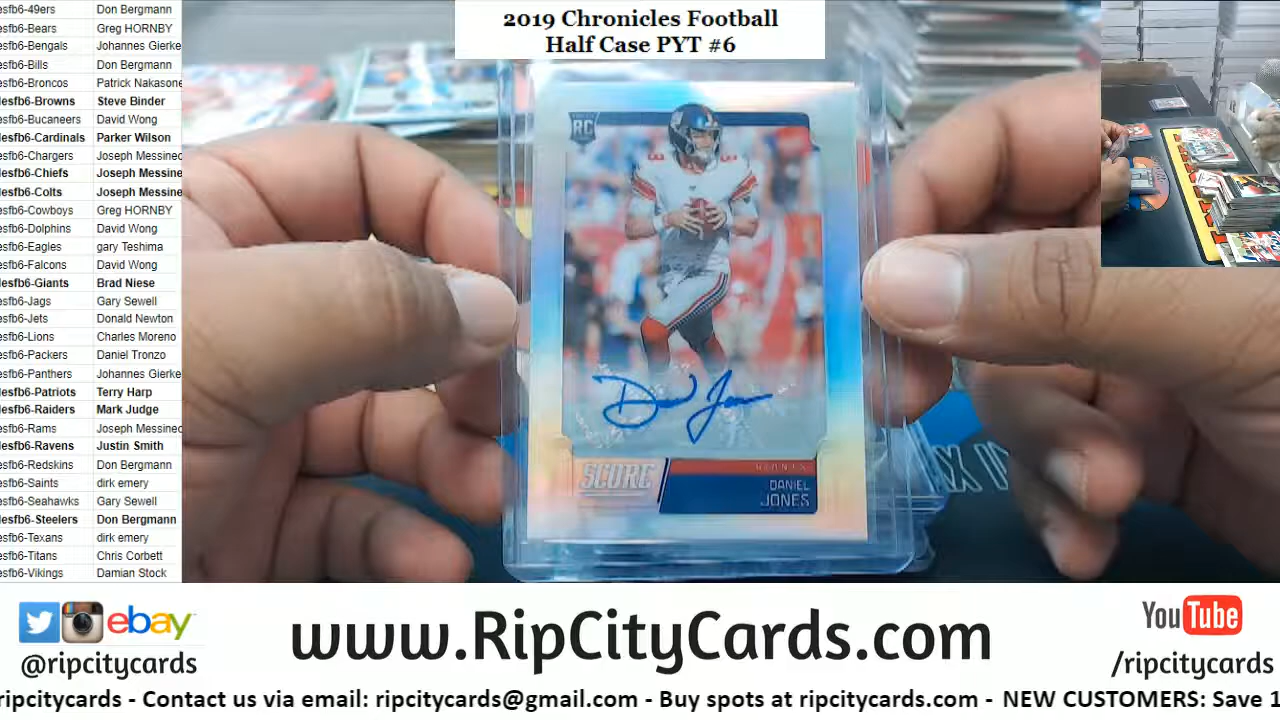 esfb6-49ers Don Bergmann
esfb6-Bears Greg HORNBY
esfb6-Bengals Johannes Gierke
esfb6-Bills Don Bergmann
esfb6-Broncos Patrick Nakasone
esfb6-Browns Steve Binder
esfb6-Bucaneers David Wong
esfb6-Cardinals Parker Wilson
esfb6-Chargers Joseph Messinec
esfb6-Chiefs Joseph Messine
esfb6-Colts Joseph Messine
esfb6-Cowboys Greg HORNBY
esfb6-Dolphins David Wong
esfb6-Eagles gary Teshima
esfb6-Falcons David Wong
esfb6-Giants Brad Niese
esfb6-Jags Gary Sewell
esfb6-Jets Donald Newton
esfb6-Lions Charles Moreno
esfb6-Packers Daniel Tronzo
esfb6-Panthers Johannes Gierke
esfb6-Patriots Terry Harp
esfb6-Raiders Mark Judge
esfb6-Rams Joseph Messinec
esfb6-Ravens Justin Smith
esfb6-Redskins Don Bergmann
esfb6-Saints dirk emery
esfb6-Seahawks Gary Sewell
esfb6-Steelers Don Bergmann
esfb6-Texans dirk emery
esfb6-Titans Chris Corbett
esfb6-Vikings Damian Stock
2019 Chronicles Football
Half Case PYT #6
RC
SCORE
GIANTS
DANIEL
JONES
ebay
@ripcitycards
www.RipCityCards.com
YouTube
/ripcitycards
ripcitycards - Contact us via email: ripcitycards@gmail.com - Buy spots at ripcitycards.com - NEW CUSTOMERS: Save 1